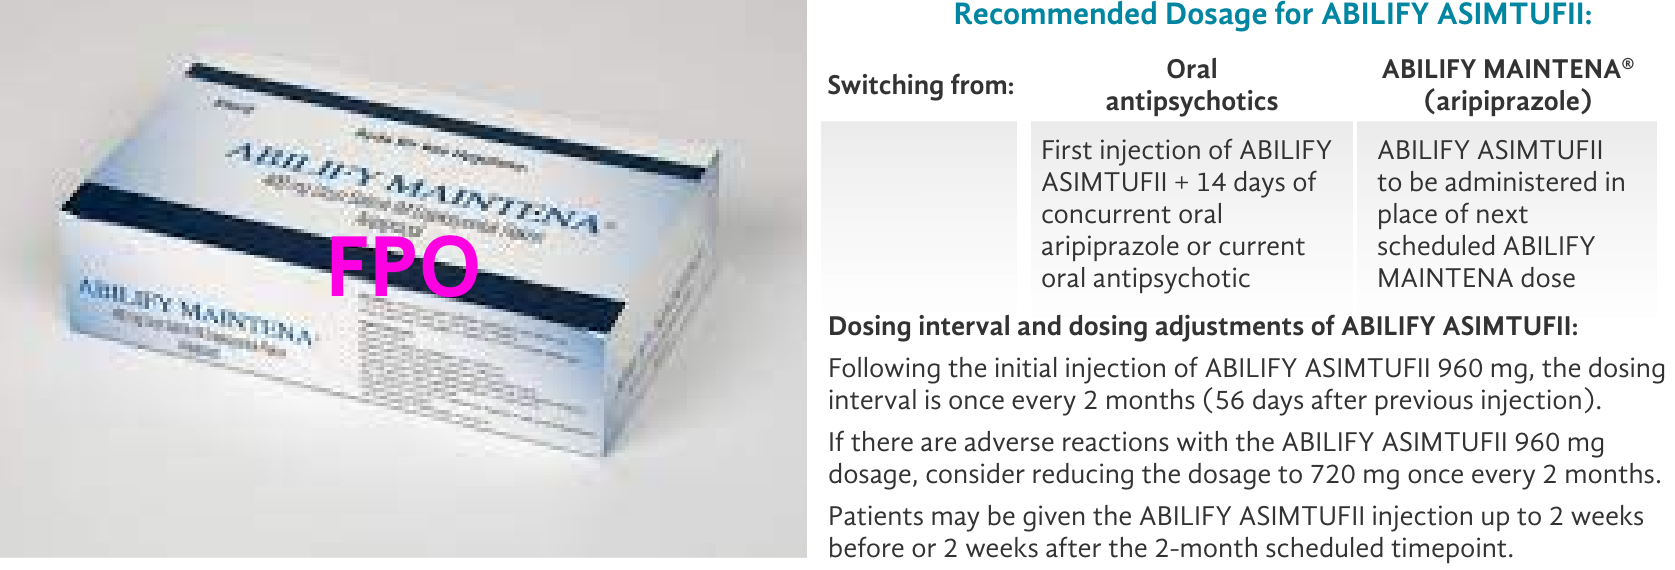 ABILIFY MAINTENA®
FPO
ABILIFY MAINTENA
Recommended Dosage for ABILIFY ASIMTUFII:
Switching from:
Oral
antipsychotics
ABILIFY MAINTENA®
(aripiprazole)
First injection of ABILIFY
ASIMTUFII + 14 days of
concurrent oral
aripiprazole or current
oral antipsychotic
ABILIFY ASIMTUFII
to be administered in
place of next
scheduled ABILIFY
MAINTENA dose
Dosing interval and dosing adjustments of ABILIFY ASIMTUFII:
Following the initial injection of ABILIFY ASIMTUFII 960 mg, the dosing
interval is once every 2 months (56 days after previous injection).
If there are adverse reactions with the ABILIFY ASIMTUFII 960 mg
dosage, consider reducing the dosage to 720 mg once every 2 months.
Patients may be given the ABILIFY ASIMTUFII injection up to 2 weeks
before or 2 weeks after the 2-month scheduled timepoint.